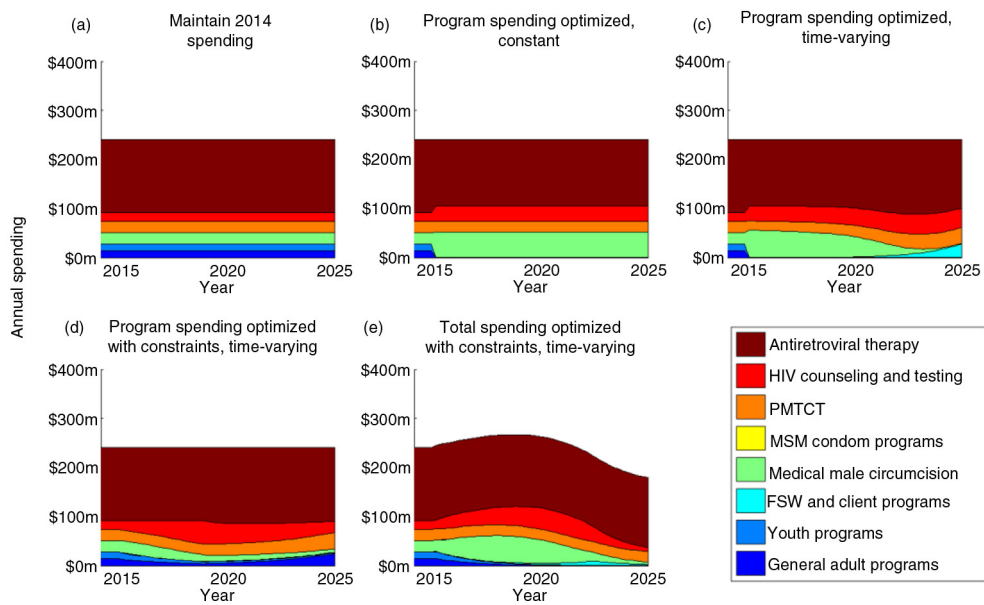 (a) Maintain 2014
spending
(b) Program spending optimized,
constant
(c) Program spending optimized,
time-varying
Annual spending
$400m
$300m
$200m
$100m
$0m
2015 2020 2025
Year
$400m
$300m
$200m
$100m
$0m
2015 2020 2025
Year
$400m
$300m
$200m
$100m
$0m
2015 2020 2025
Year
(d) Program spending optimized
with constraints, time-varying
(e) Total spending optimized
with constraints, time-varying
$400m
$300m
$200m
$100m
$0m
2015 2020 2025
Year
$400m
$300m
$200m
$100m
$0m
2015 2020 2025
Year
Antiretroviral therapy
HIV counseling and testing
PMTCT
MSM condom programs
Medical male circumcision
FSW and client programs
Youth programs
General adult programs